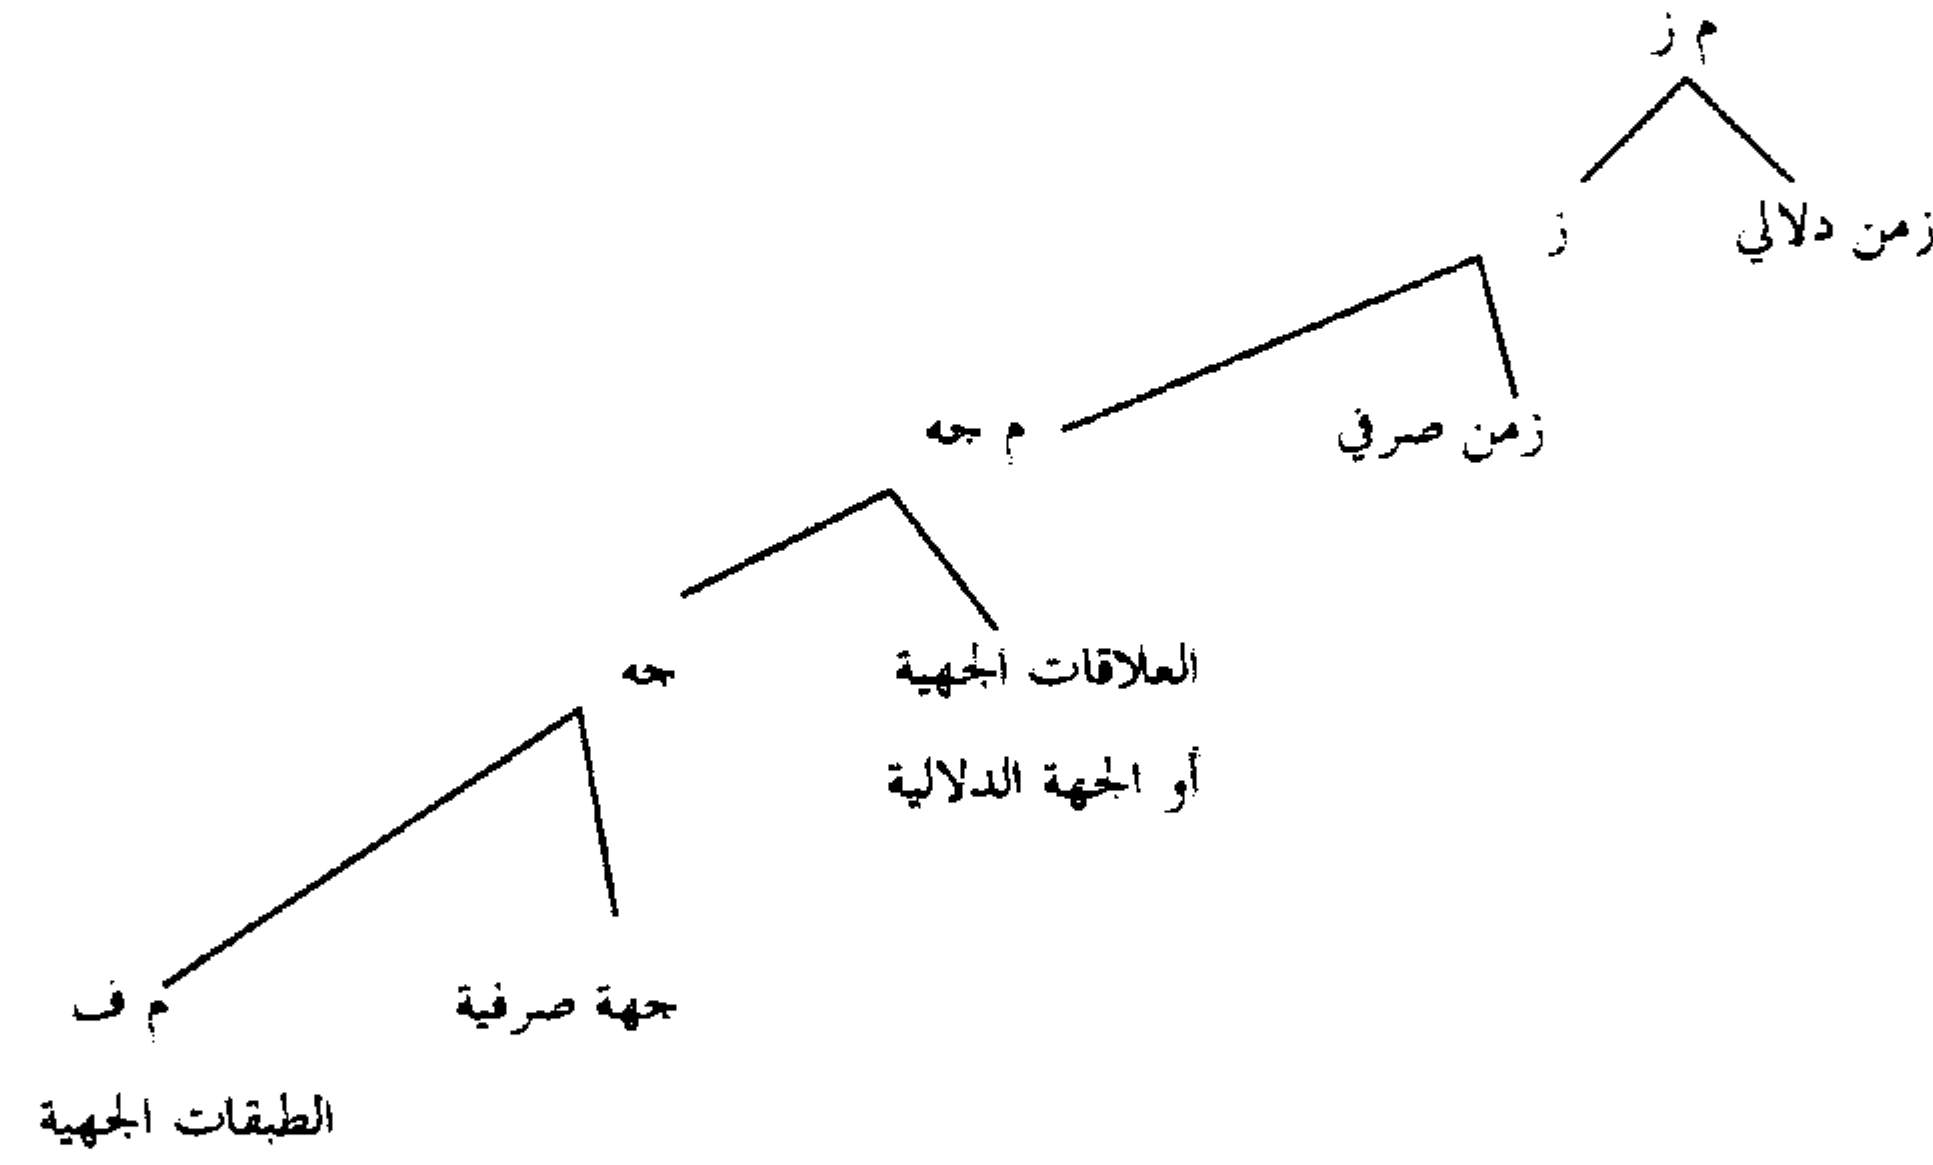 م ز
زمن دلالي
ز
زمن صرفي
م جه
العلاقات الجهية
أو الجهة الدلالية
جه
جهة صرفية
م ف
الطبقات الجهية